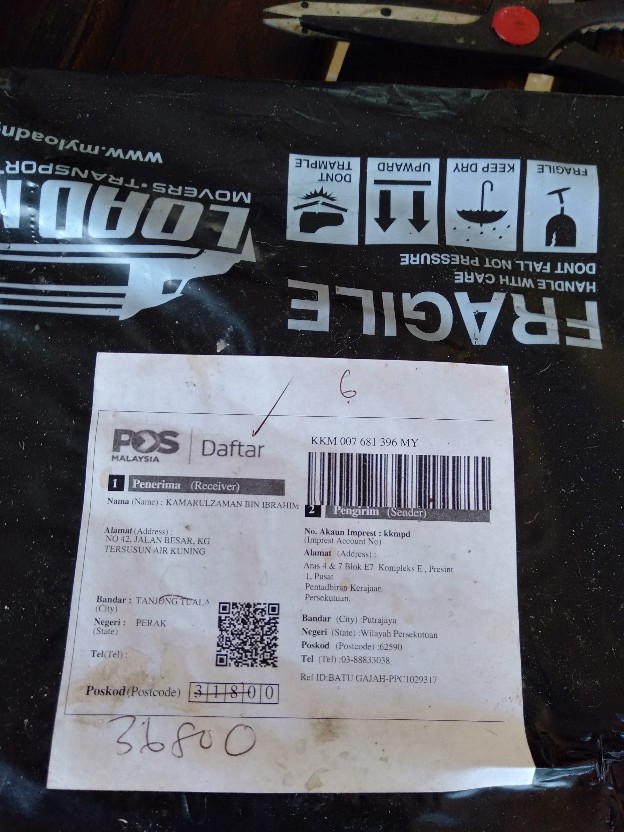 www.myloadn
MOVERS•TRANSPOR
LOADN
DONT TRAMPLE
UPWARD
KEEP DRY
FRAGILE
FRAGILE
HANDLE WITH CARE
DONT FALL NOT PRESSURE
6
POS MALAYSIA
Daftar
1 Penerima (Receiver)
Nama (Name) : KAMARULZAMAN BIN IBRAHIM
Alamat (Address) :
NO 42, JALAN BESAR, KG
TERSUSUN AIR KUNING
Bandar : TANJONG TUALA
(City)
Negeri : PERAK
(State)
Tel(Tel) :
Poskod (Postcode) 31800
36800
KKM 007 681 396 MY
2 Pengirim (Sender)
No. Akaun Imprest : kkmpd
(Imprest Account No)
Alamat (Address) :
Aras 4 & 7 Blok E7 Kompleks E , Presint
1, Pusat
Pentadbiran Kerajaan
Persekutuan,
Bandar (City) :Putrajaya
Negeri (State) :Wilayah Persekutuan
Poskod (Postcode) :62590
Tel (Tel) :03-88833038
Ref ID:BATU GAJAH-PPC1029317